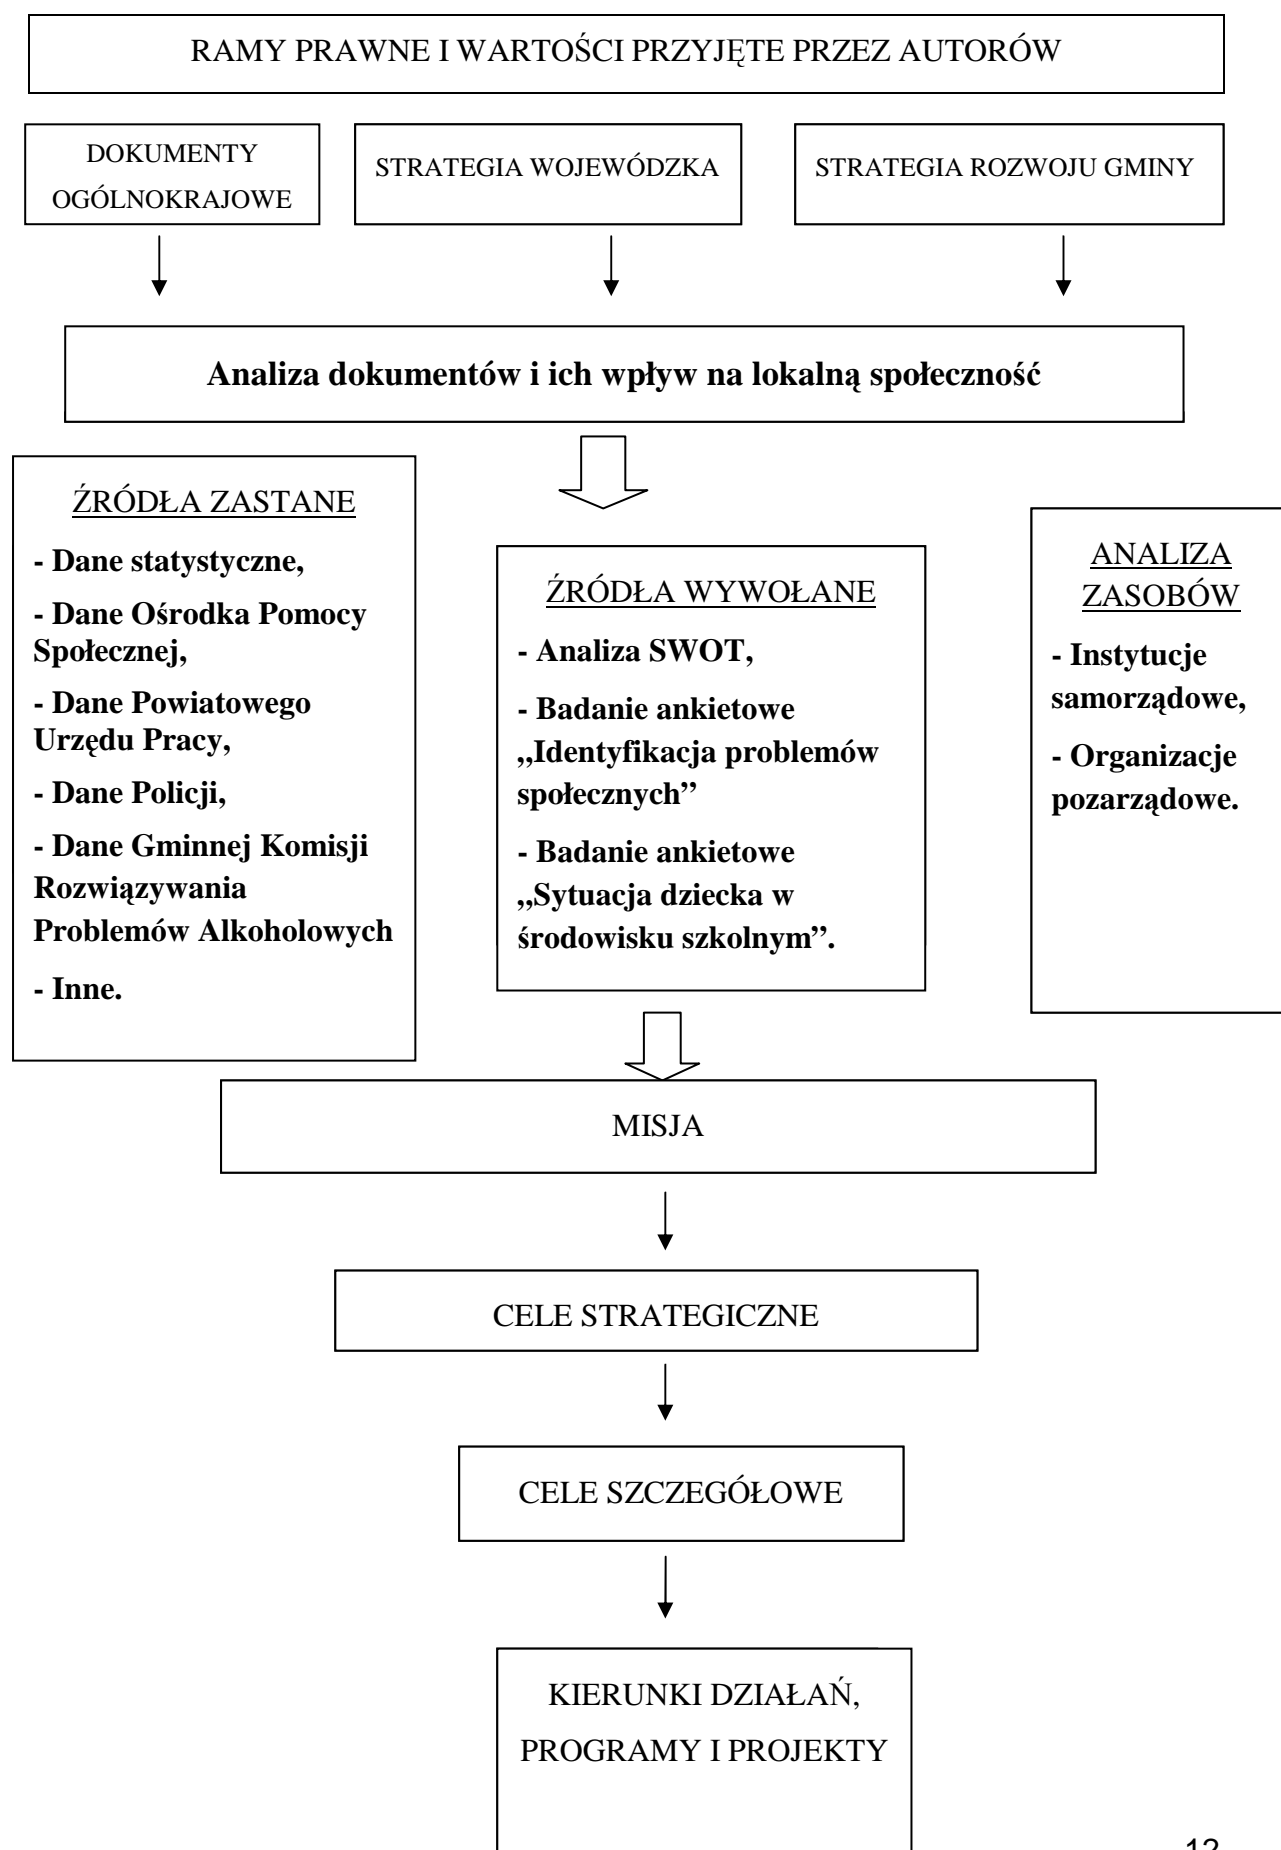 RAMY PRAWNE I WARTOŚCI PRZYJĘTE PRZEZ AUTORÓW
DOKUMENTY
OGÓLNOKRAJOWE
STRATEGIA WOJEWÓDZKA
STRATEGIA ROZWOJU GMINY
Analiza dokumentów i ich wpływ na lokalną społeczność
ŹRÓDŁA ZASTANE
- Dane statystyczne,
- Dane Ośrodka Pomocy
Społecznej,
- Dane Powiatowego
Urzędu Pracy,
- Dane Policji,
- Dane Gminnej Komisji
Rozwiązywania
Problemów Alkoholowych
- Inne.
ŹRÓDŁA WYWOŁANE
- Analiza SWOT,
- Badanie ankietowe
„Identyfikacja problemów
społecznych”
- Badanie ankietowe
„Sytuacja dziecka w
środowisku szkolnym”.
ANALIZA
ZASOBÓW
- Instytucje
samorządowe,
- Organizacje
pozarządowe.
MISJA
CELE STRATEGICZNE
CELE SZCZEGÓŁOWE
KIERUNKI DZIAŁAŃ,
PROGRAMY I PROJEKTY
12